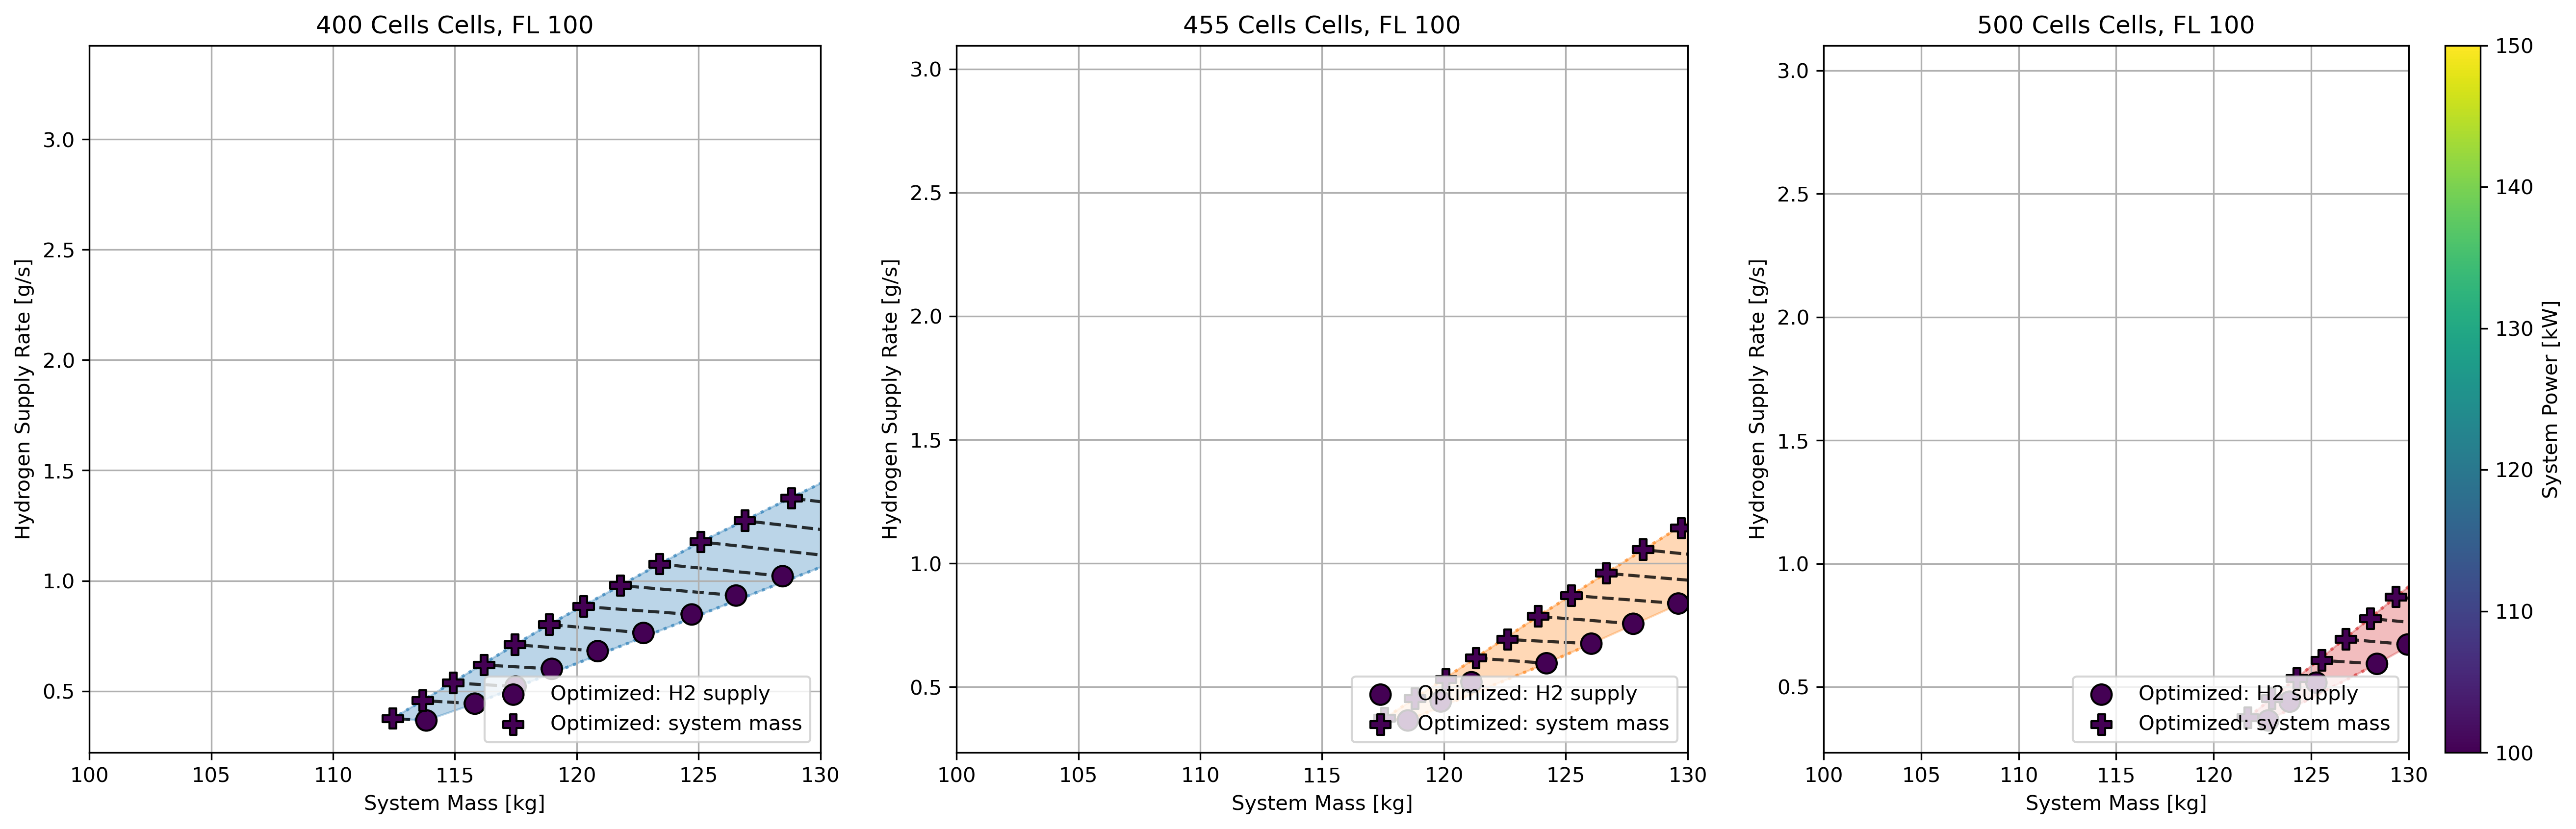 400 Cells Cells, FL 100
Hydrogen Supply Rate [g/s]
3.0
2.5
2.0
1.5
1.0
0.5
100 105 110 115 120 125 130
System Mass [kg]
Optimized: H2 supply
Optimized: system mass
455 Cells Cells, FL 100
Hydrogen Supply Rate [g/s]
3.0
2.5
2.0
1.5
1.0
0.5
100 105 110 115 120 125 130
System Mass [kg]
Optimized: H2 supply
Optimized: system mass
500 Cells Cells, FL 100
Hydrogen Supply Rate [g/s]
3.0
2.5
2.0
1.5
1.0
0.5
100 105 110 115 120 125 130
System Mass [kg]
Optimized: H2 supply
Optimized: system mass
150
140
130
120
110
100
System Power [kW]